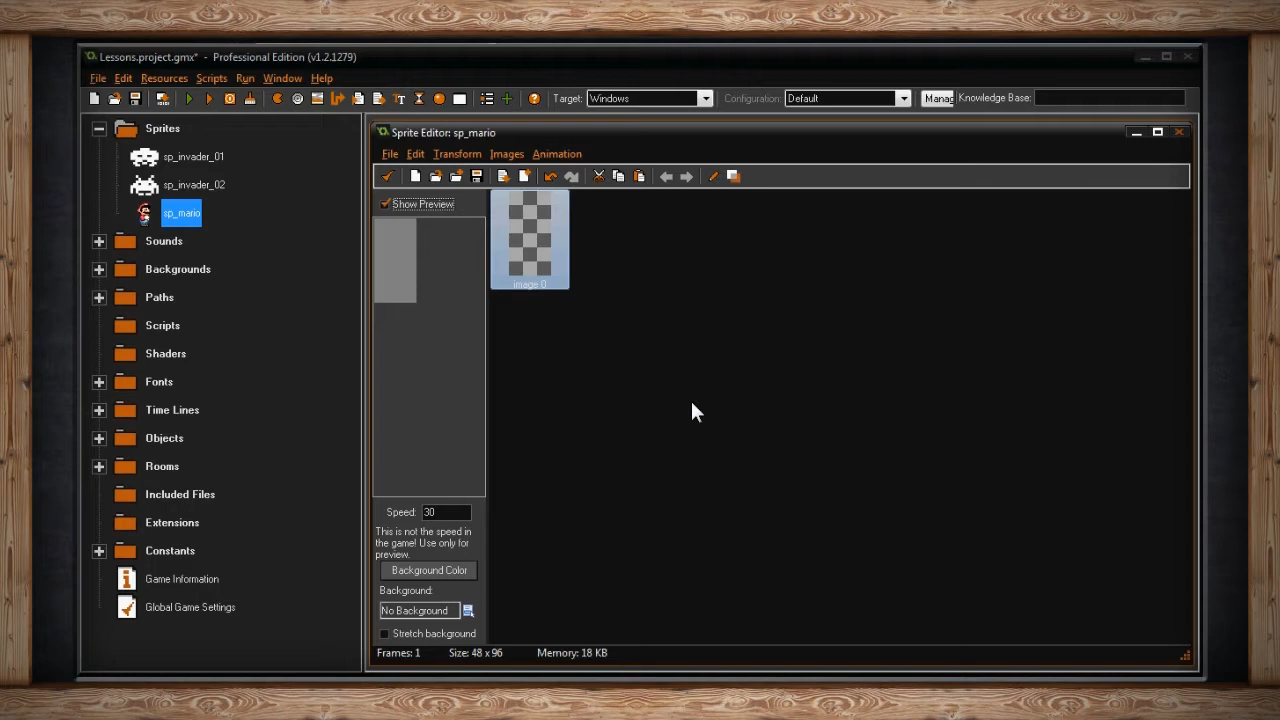 Lessons.project.gmx* - Professional Edition (v1.2.1279)
File Edit Resources Scripts Run Window Help
Target: Windows Configuration: Default Manag Knowledge Base:
Sprites
sp_invader_01
sp_invader_02
sp_mario
Sounds
Backgrounds
Paths
Scripts
Shaders
Fonts
Time Lines
Objects
Rooms
Included Files
Extensions
Constants
Game Information
Global Game Settings
Sprite Editor: sp_mario
File Edit Transform Images Animation
Show Preview
image 0
Speed: 30
This is not the speed in
the game! Use only for
preview.
Background Color
Background:
No Background
Stretch background
Frames: 1 Size: 48 x 96 Memory: 18 KB